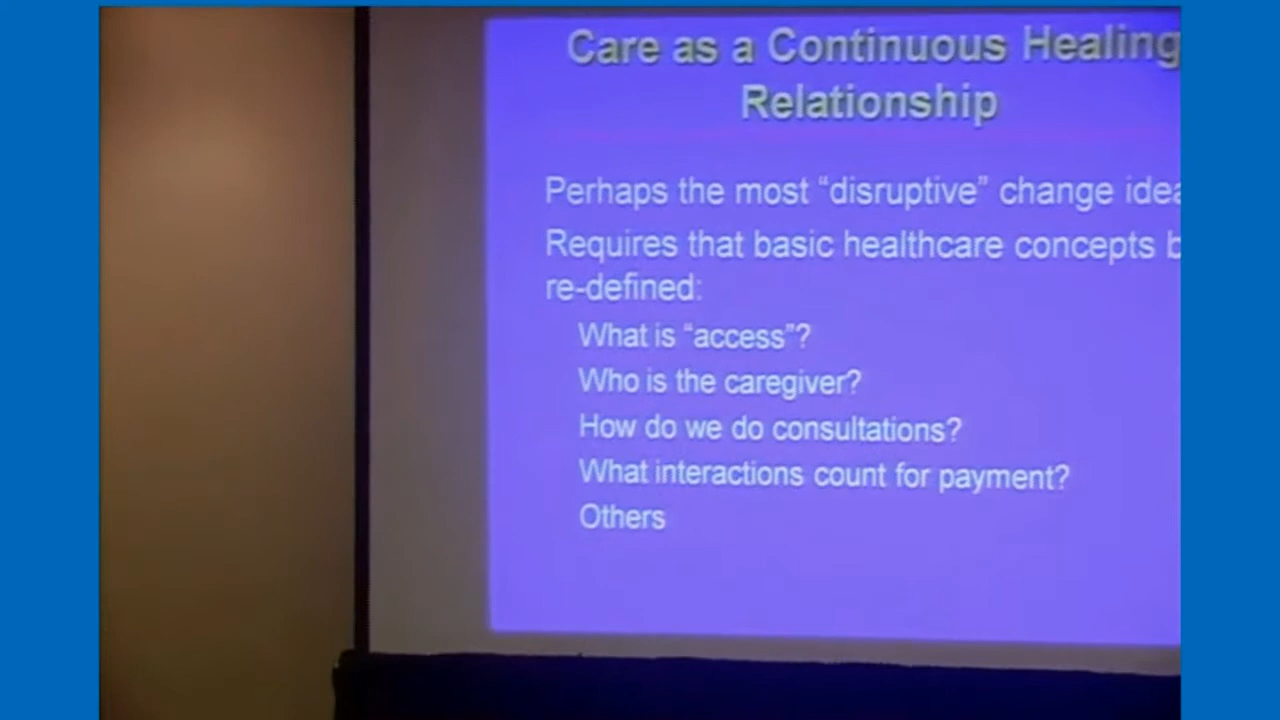 Care as a Continuous Healing
Relationship
Perhaps the most “disruptive” change idea
Requires that basic healthcare concepts b
re-defined:
What is “access”?
Who is the caregiver?
How do we do consultations?
What interactions count for payment?
Others